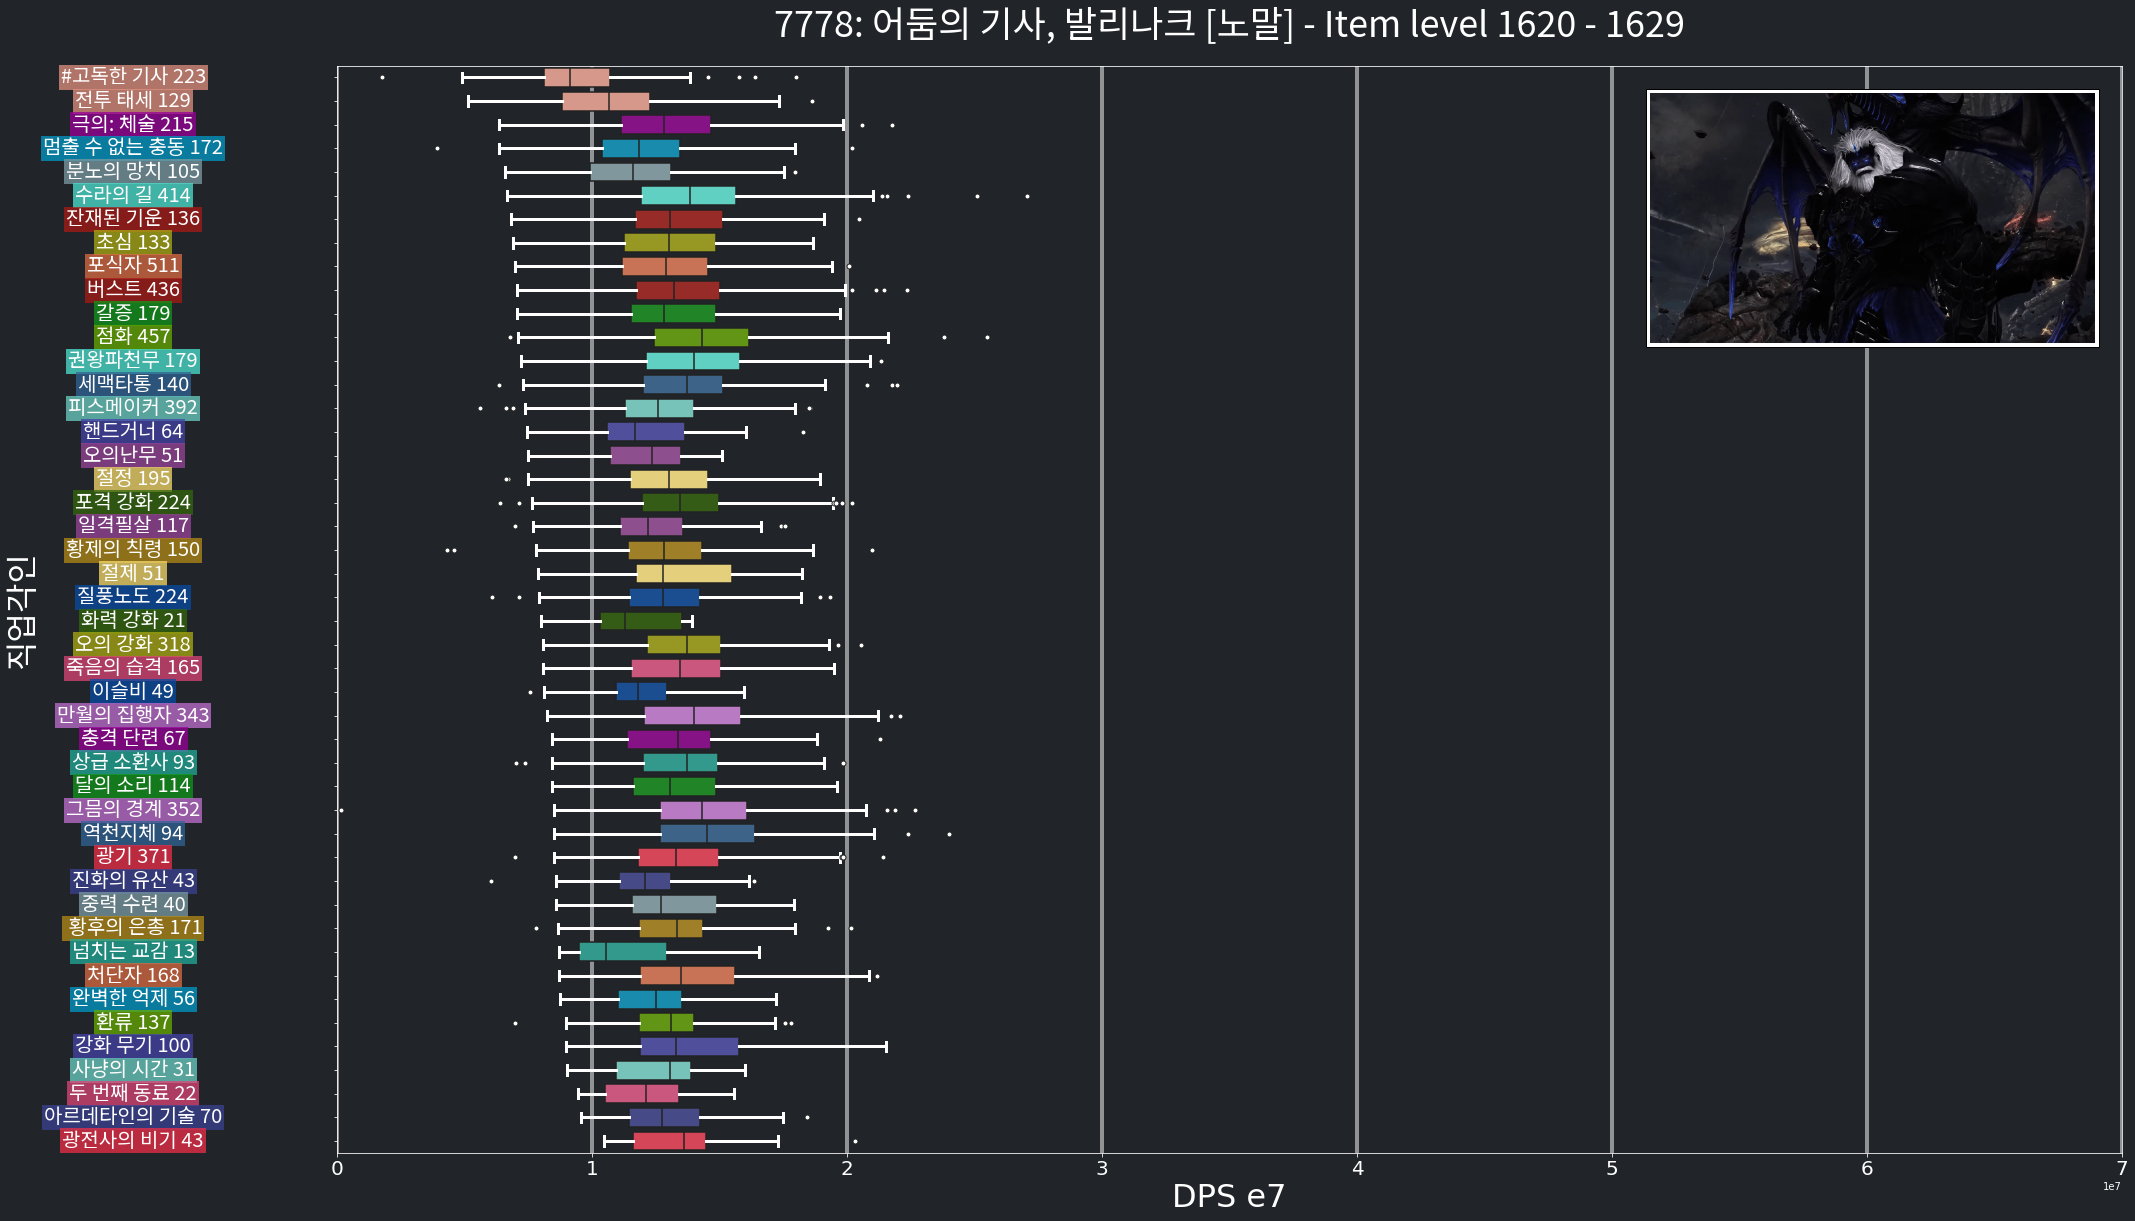 7778: 어둠의 기사, 발리나크 [노말] - Item level 1620 - 1629
#고독한 기사 223
전투 태세 129
극의: 체술 215
멈출 수 없는 충동 172
분노의 망치 105
수라의 길 414
잔재된 기운 136
초심 133
포식자 511
버스트 436
갈증 179
점화 457
권왕파천무 179
세맥타통 140
피스메이커 392
핸드거너 64
오의난무 51
절정 195
포격 강화 224
일격필살 117
황제의 칙령 150
절제 51
질풍노도 224
화력 강화 21
오의 강화 318
죽음의 습격 165
이슬비 49
만월의 집행자 343
충격 단련 67
상급 소환사 93
달의 소리 114
그믐의 경계 352
역천지체 94
광기 371
진화의 유산 43
중력 수련 40
황후의 은총 171
넘치는 교감 13
처단자 168
완벽한 억제 56
환류 137
강화 무기 100
사냥의 시간 31
두 번째 동료 22
아르데타인의 기술 70
광전사의 비기 43
직업각인
0 1 2 3 4 5 6 7
1e7
DPS e7